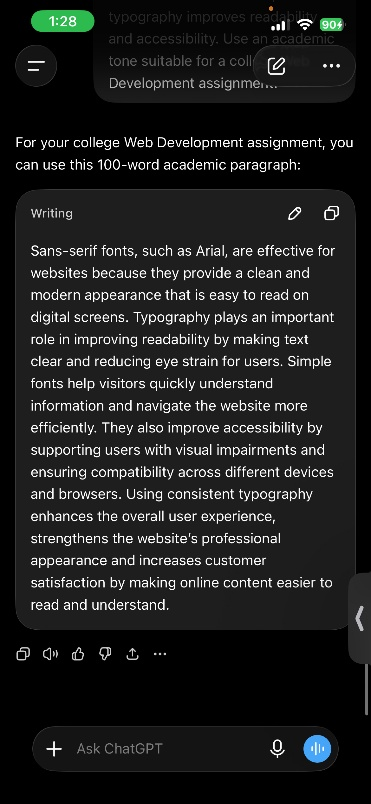 1:28
90
typography improves readability
and accessibility. Use an academic
tone suitable for a
Development assignment.
For your college Web Development assignment, you
can use this 100-word academic paragraph:
Writing
Sans-serif fonts, such as Arial, are effective for
websites because they provide a clean and
modern appearance that is easy to read on
digital screens. Typography plays an important
role in improving readability by making text
clear and reducing eye strain for users. Simple
fonts help visitors quickly understand
information and navigate the website more
efficiently. They also improve accessibility by
supporting users with visual impairments and
ensuring compatibility across different devices
and browsers. Using consistent typography
enhances the overall user experience,
strengthens the website's professional
appearance and increases customer
satisfaction by making online content easier to
read and understand.
Ask ChatGPT